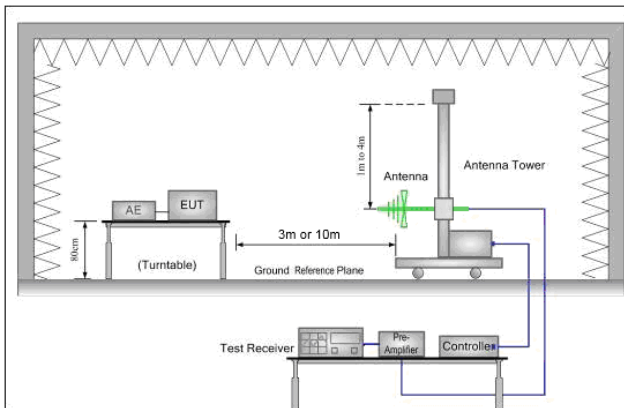 1m to 4m
Antenna
Antenna Tower
AE
EUT
3m or 10m
80cm
(Turntable)
Ground Reference Plane
Test Receiver
Pre-
Amplifier
Controller